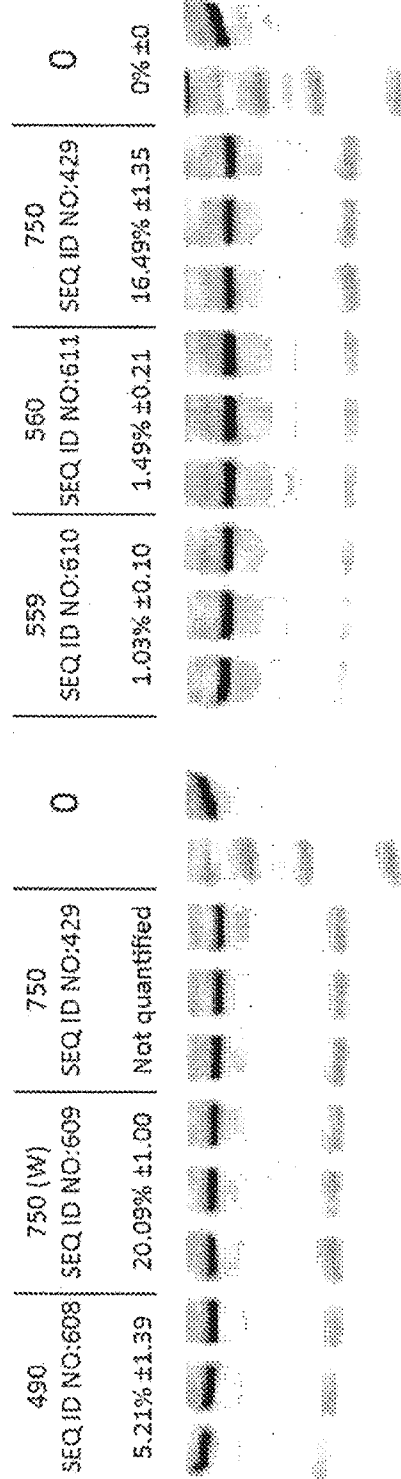 490
SEQ ID NO:608
5.21% ±1.39
750 (W)
SEQ ID NO:609
20.09% ±1.00
750
SEQ ID NO:429
Not quantified
0
559
SEQ ID NO:610
1.03% ±0.10
560
SEQ ID NO:611
1.49% ±0.21
750
SEQ ID NO:429
16.49% ±1.35
0
0% ±0